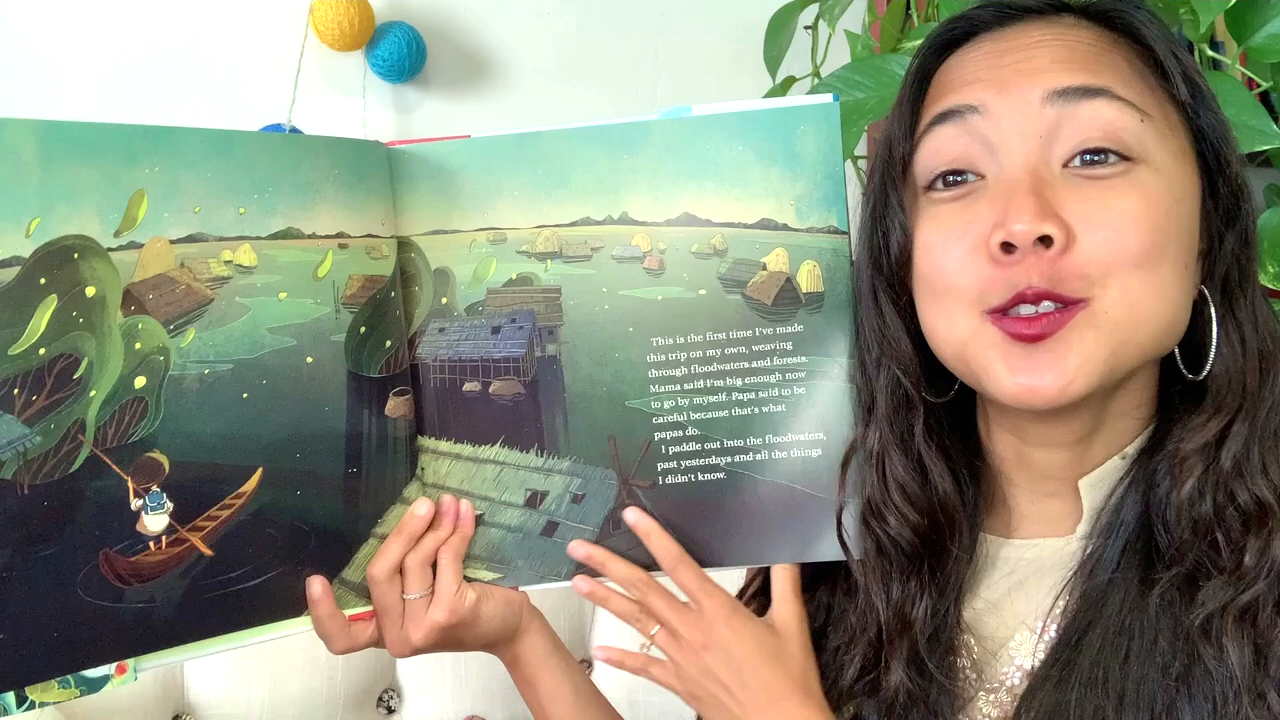 This is the first time I've made
this trip on my own, weaving
through floodwaters and forests.
Mama said I'm big enough now
to go by myself. Papa said to be
careful because that's what
papas do.
I paddle out into the floodwaters,
past yesterdays and all the things
I didn't know.